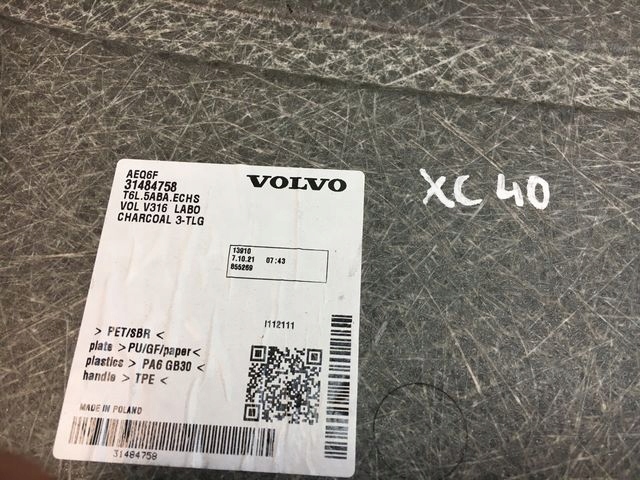 AEQ6F
31484758
T6L.5ABA.ECHS
VOL V316 LABO
CHARCOAL 3-TLG
VOLVO
13910
7.10.21 07:43
855269
I112111
> PET/SBR <
plate > PU/GF/paper <
plastics > PA6 GB30 <
handle > TPE <
MADE IN POLAND
31484758
XC 40